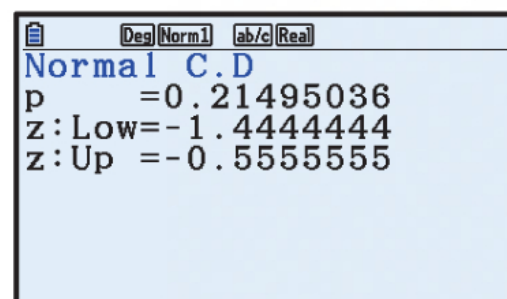 Deg Norm1 ab/c Real
Normal C.D
p =0.21495036
z:Low=-1.4444444
z:Up =-0.5555555